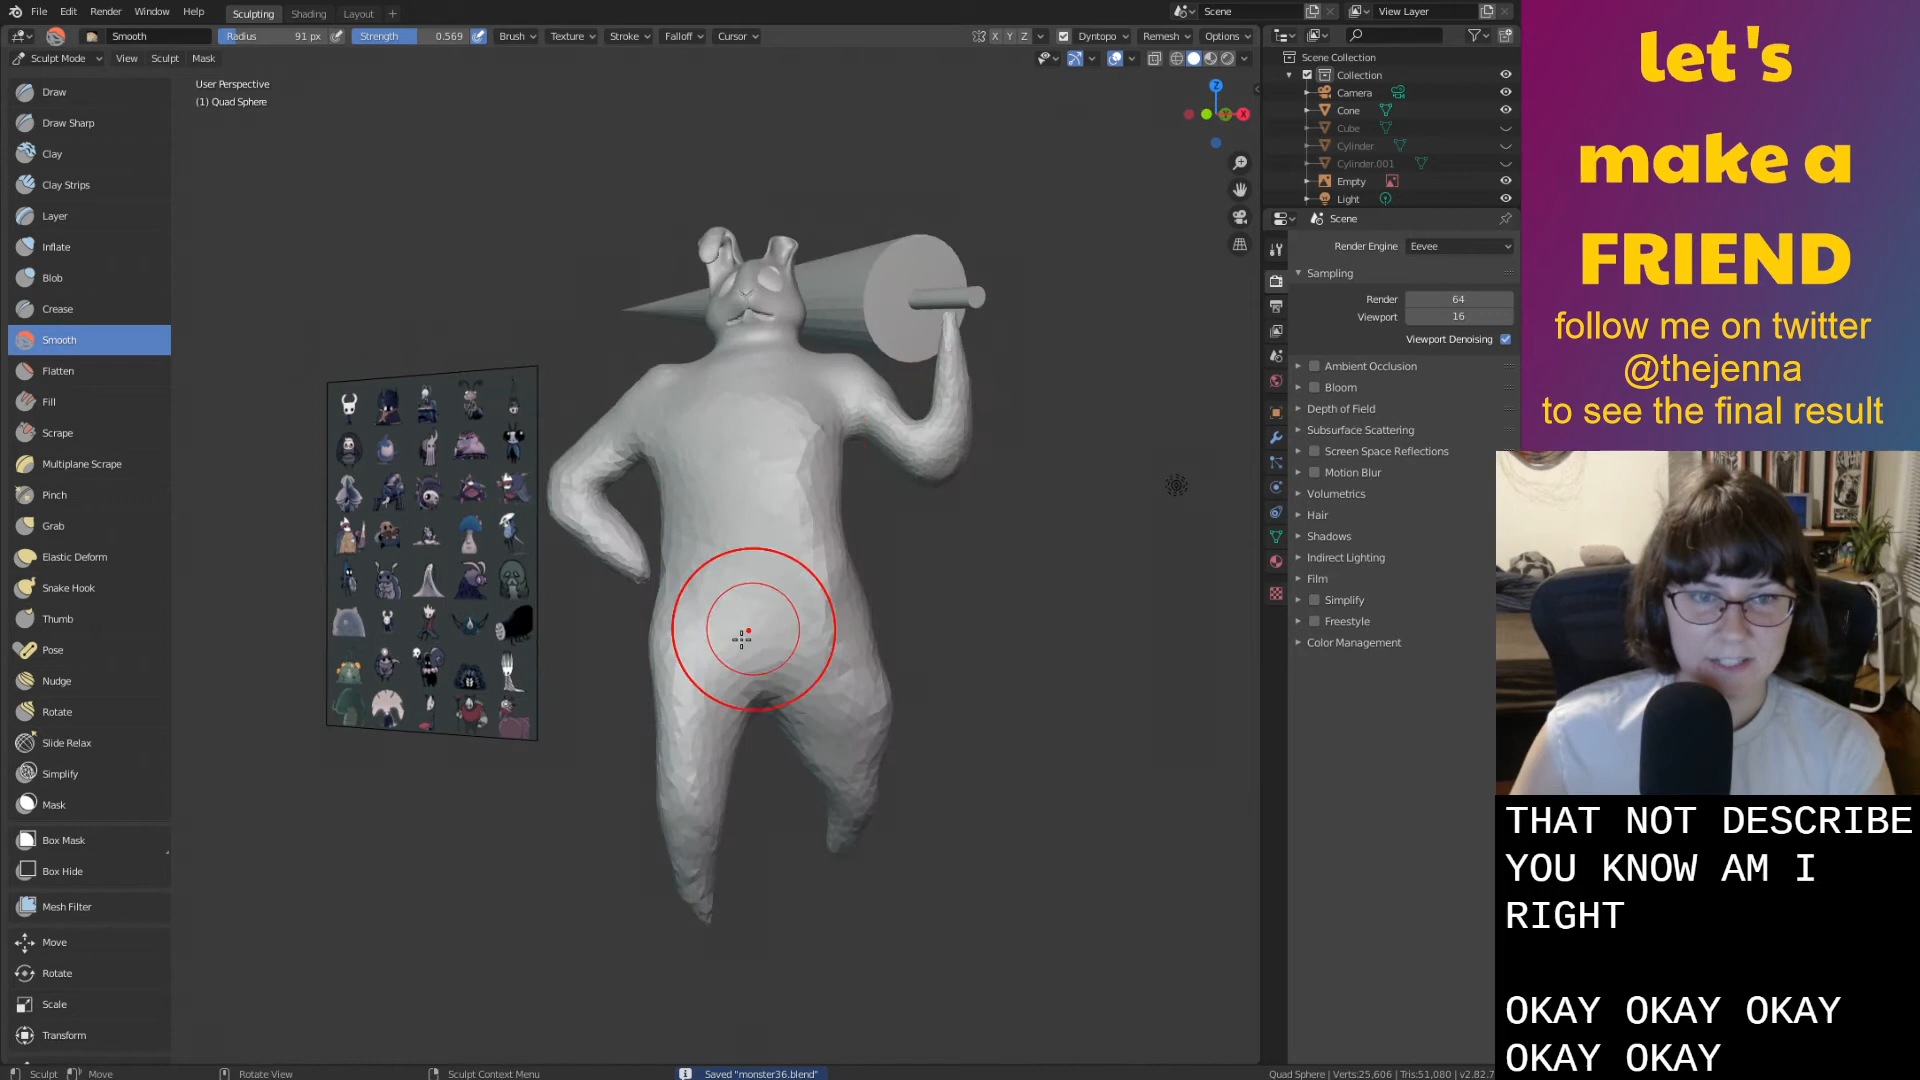 File Edit Render Window Help Sculpting Shading Layout + Scene View Layer
Smooth Radius 91 px Strength 0.569 Brush Texture Stroke Falloff Cursor X Y Z Dyntopo Remesh Options
Sculpt Mode View Sculpt Mask
User Perspective
(1) Quad Sphere
Draw
Draw Sharp
Clay
Clay Strips
Layer
Inflate
Blob
Crease
Smooth
Flatten
Fill
Scrape
Multiplane Scrape
Pinch
Grab
Elastic Deform
Snake Hook
Thumb
Pose
Nudge
Rotate
Slide Relax
Simplify
Mask
Box Mask
Box Hide
Mesh Filter
Move
Rotate
Scale
Transform
Z
X
Scene Collection
Collection
Camera
Cone
Cube
Cylinder
Cylinder.001
Empty
Light
Scene
Render Engine Eevee
Sampling
Render 64
Viewport 16
Viewport Denoising
Ambient Occlusion
Bloom
Depth of Field
Subsurface Scattering
Screen Space Reflections
Motion Blur
Volumetrics
Hair
Shadows
Indirect Lighting
Film
Simplify
Freestyle
Color Management
let's
make a
FRIEND
follow me on twitter
@thejenna
to see the final result
THAT NOT DESCRIBE
YOU KNOW AM I
RIGHT
OKAY OKAY OKAY
OKAY OKAY
Sculpt Move Rotate View Sculpt Context Menu Saved "monster36.blend" Quad Sphere | Verts:25,606 | Tris:51,080 | v2.82.7